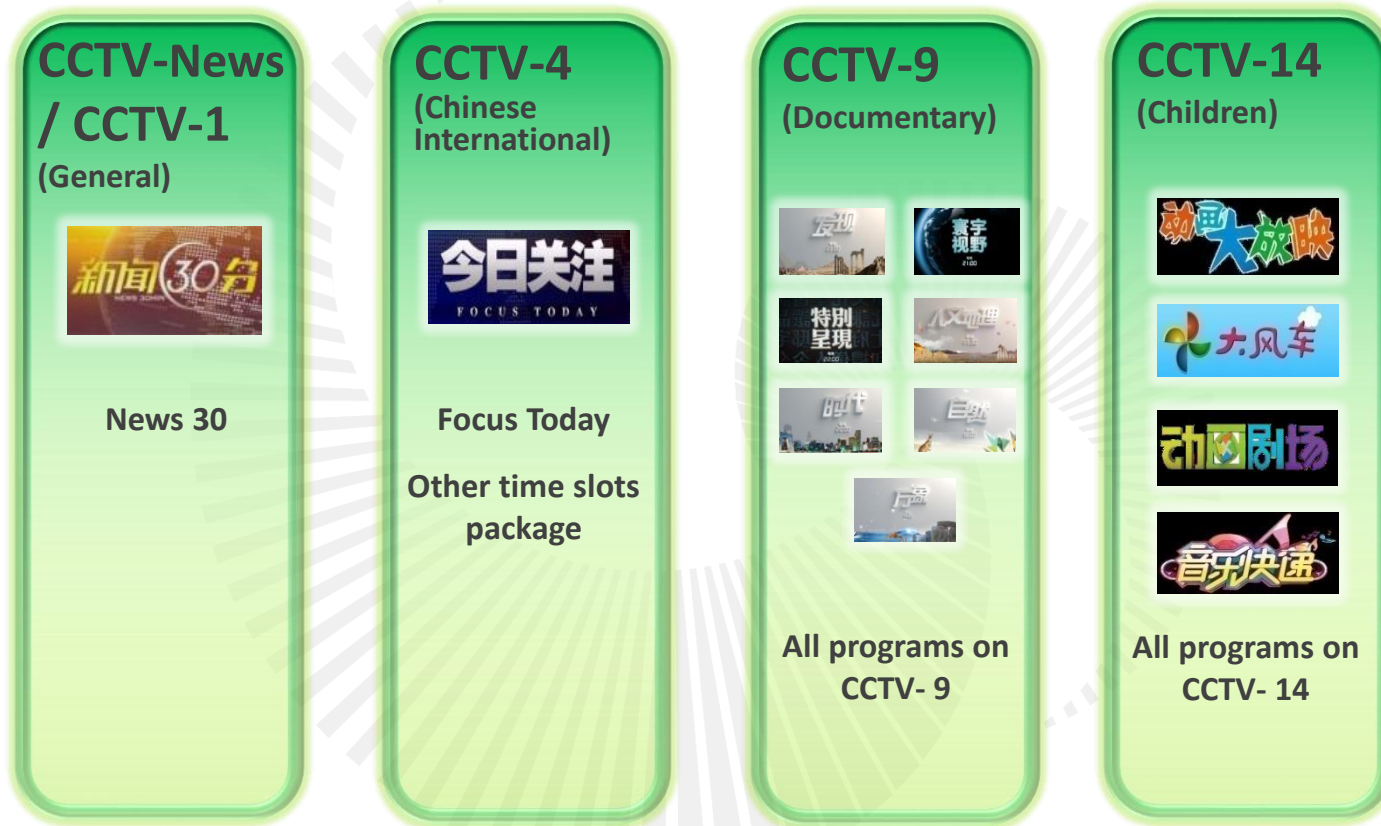 CCTV-News
/ CCTV-1
(General)
新闻30分
NEWS 30MIN
News 30
CCTV-4
(Chinese
International)
今日关注
FOCUS TODAY
Focus Today
Other time slots
package
CCTV-9
(Documentary)
发现
寰宇
视野
21:00
特别
呈现
22:00
人文地理
时代
自然
万象
All programs on
CCTV- 9
CCTV-14
(Children)
动画大放映
大风车
动画剧场
音乐快递
All programs on
CCTV- 14